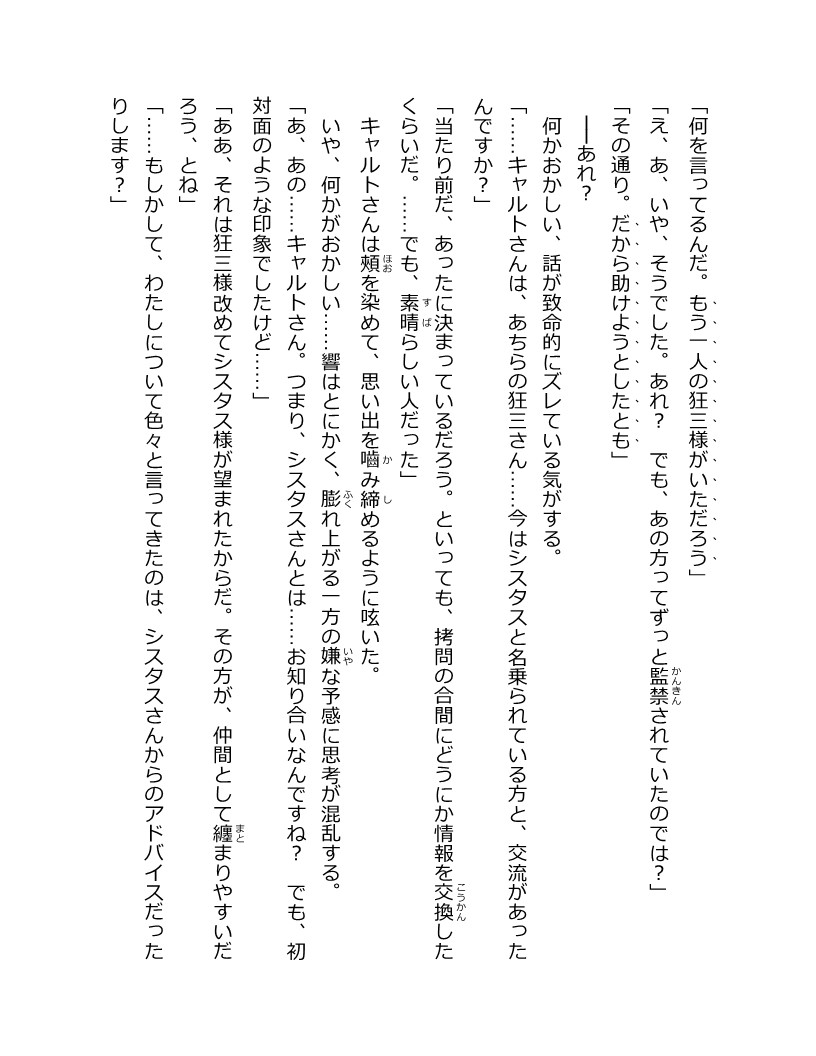 「何を言ってるんだ。もう一人の狂三様がいただろう」
「え、あ、いや、そうでした。あれ？　でも、あの方ってずっと監禁されていたのでは？」
「その通り。だから助けようとしたとも」
──あれ？
何かおかしい、話が致命的にズレている気がする。
「……キャルトさんは、あちらの狂三さん……今はシスタスと名乗られている方と、交流があった
んですか？」
「当たり前だ、あったに決まっているだろう。といっても、拷問の合間にどうにか情報を交換した
くらいだ。……でも、素晴らしい人だった」
キャルトさんは頰を染めて、思い出を嚙み締めるように呟いた。
いや、何かがおかしい……響はとにかく、膨れ上がる一方の嫌な予感に思考が混乱する。
「あ、あの……キャルトさん。つまり、シスタスさんとは……お知り合いなんですね？　でも、初
対面のような印象でしたけど……」
「ああ、それは狂三様改めてシスタス様が望まれたからだ。その方が、仲間として纏まりやすいだ
ろう、とね」
「……もしかして、わたしについて色々と言ってきたのは、シスタスさんからのアドバイスだった
りします？」